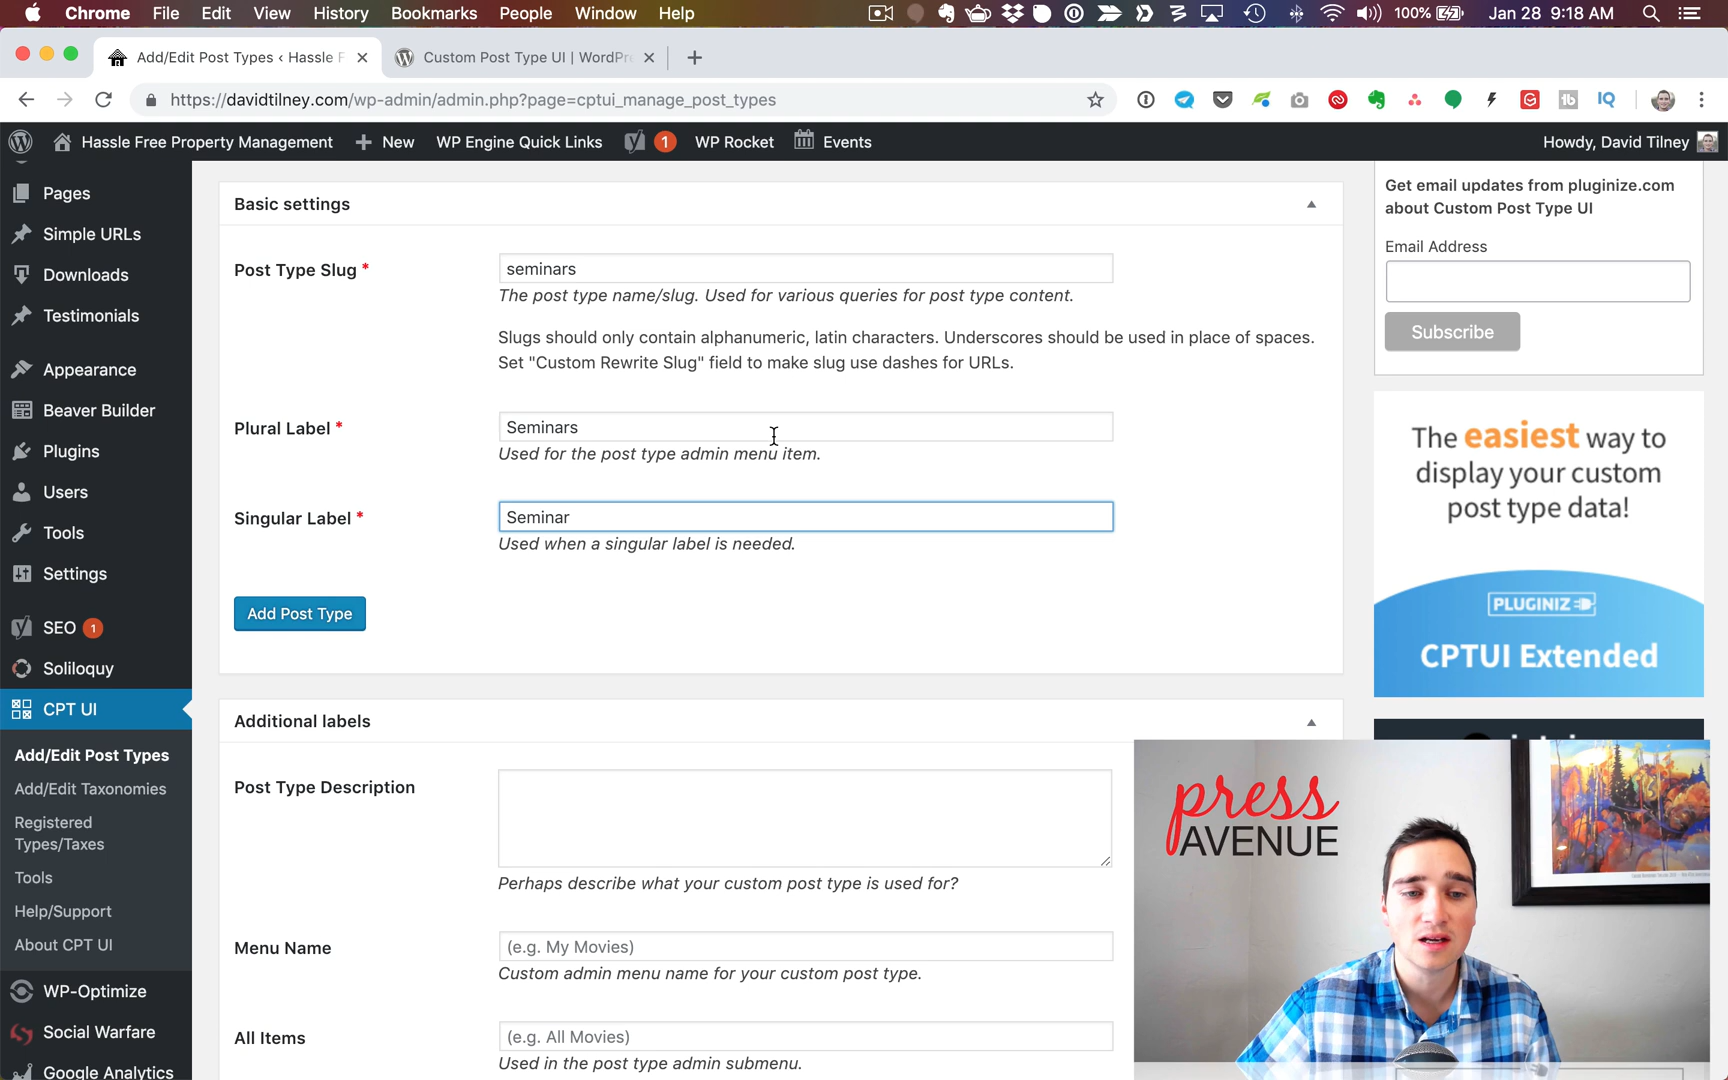 Chrome File Edit View History Bookmarks People Window Help 100% Jan 28 9:18 AM
Add/Edit Post Types ‹ Hassle F Custom Post Type UI | WordPr
https://davidtilney.com/wp-admin/admin.php?page=cptui_manage_post_types
Hassle Free Property Management + New WP Engine Quick Links 1 WP Rocket Events Howdy, David Tilney
Pages
Simple URLs
Downloads
Testimonials
Appearance
Beaver Builder
Plugins
Users
Tools
Settings
SEO 1
Soliloquy
CPT UI
Add/Edit Post Types
Add/Edit Taxonomies
Registered
Types/Taxes
Tools
Help/Support
About CPT UI
WP-Optimize
Social Warfare
Google Analytics
Basic settings
Post Type Slug *
seminars
The post type name/slug. Used for various queries for post type content.
Slugs should only contain alphanumeric, latin characters. Underscores should be used in place of spaces.
Set "Custom Rewrite Slug" field to make slug use dashes for URLs.
Plural Label *
Seminars
Used for the post type admin menu item.
Singular Label *
Seminar
Used when a singular label is needed.
Add Post Type
Additional labels
Post Type Description
Perhaps describe what your custom post type is used for?
Menu Name
(e.g. My Movies)
Custom admin menu name for your custom post type.
All Items
(e.g. All Movies)
Used in the post type admin submenu.
Get email updates from pluginize.com
about Custom Post Type UI
Email Address
Subscribe
The easiest way to
display your custom
post type data!
PLUGINIZ
CPTUI Extended
press
AVENUE